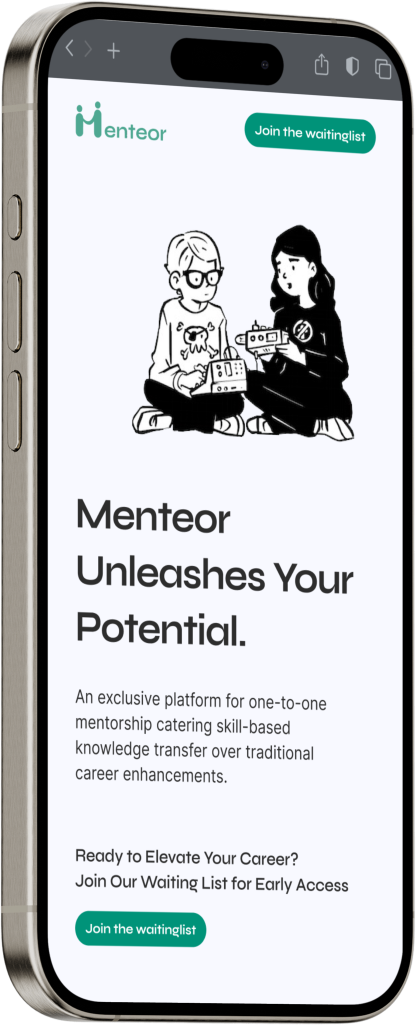 Menteor
Join the waitinglist
Menteor
Unleashes Your
Potential.
An exclusive platform for one-to-one
mentorship catering skill-based
knowledge transfer over traditional
career enhancements.
Ready to Elevate Your Career?
Join Our Waiting List for Early Access
Join the waitinglist